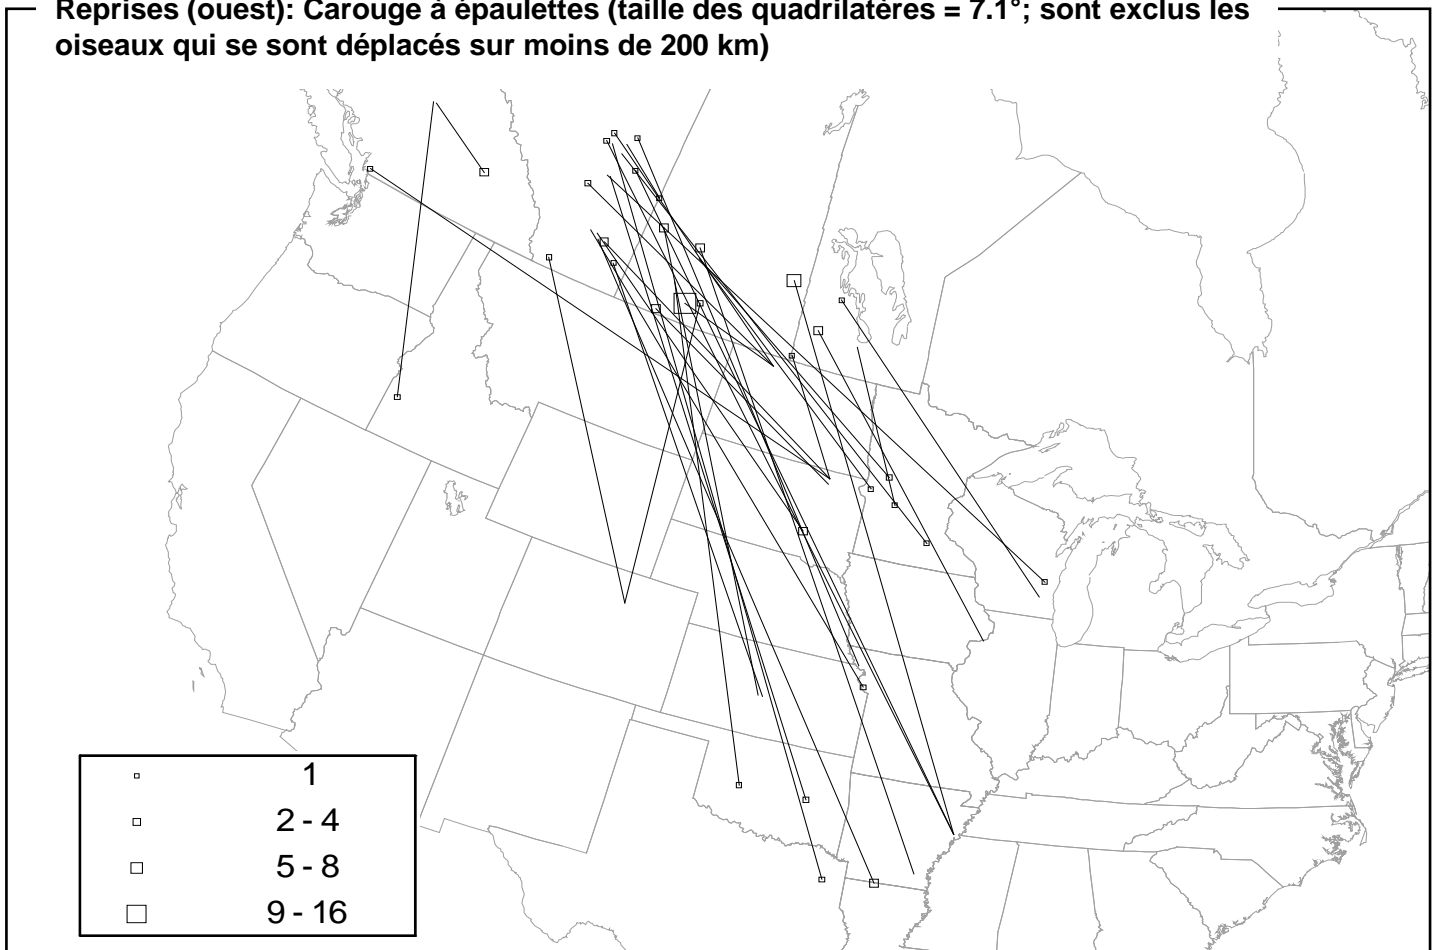 Reprises (ouest): Carouge à épaulettes (taille des quadrilatères = 7.1°; sont exclus les
oiseaux qui se sont déplacés sur moins de 200 km)
1
2 - 4
5 - 8
9 - 16